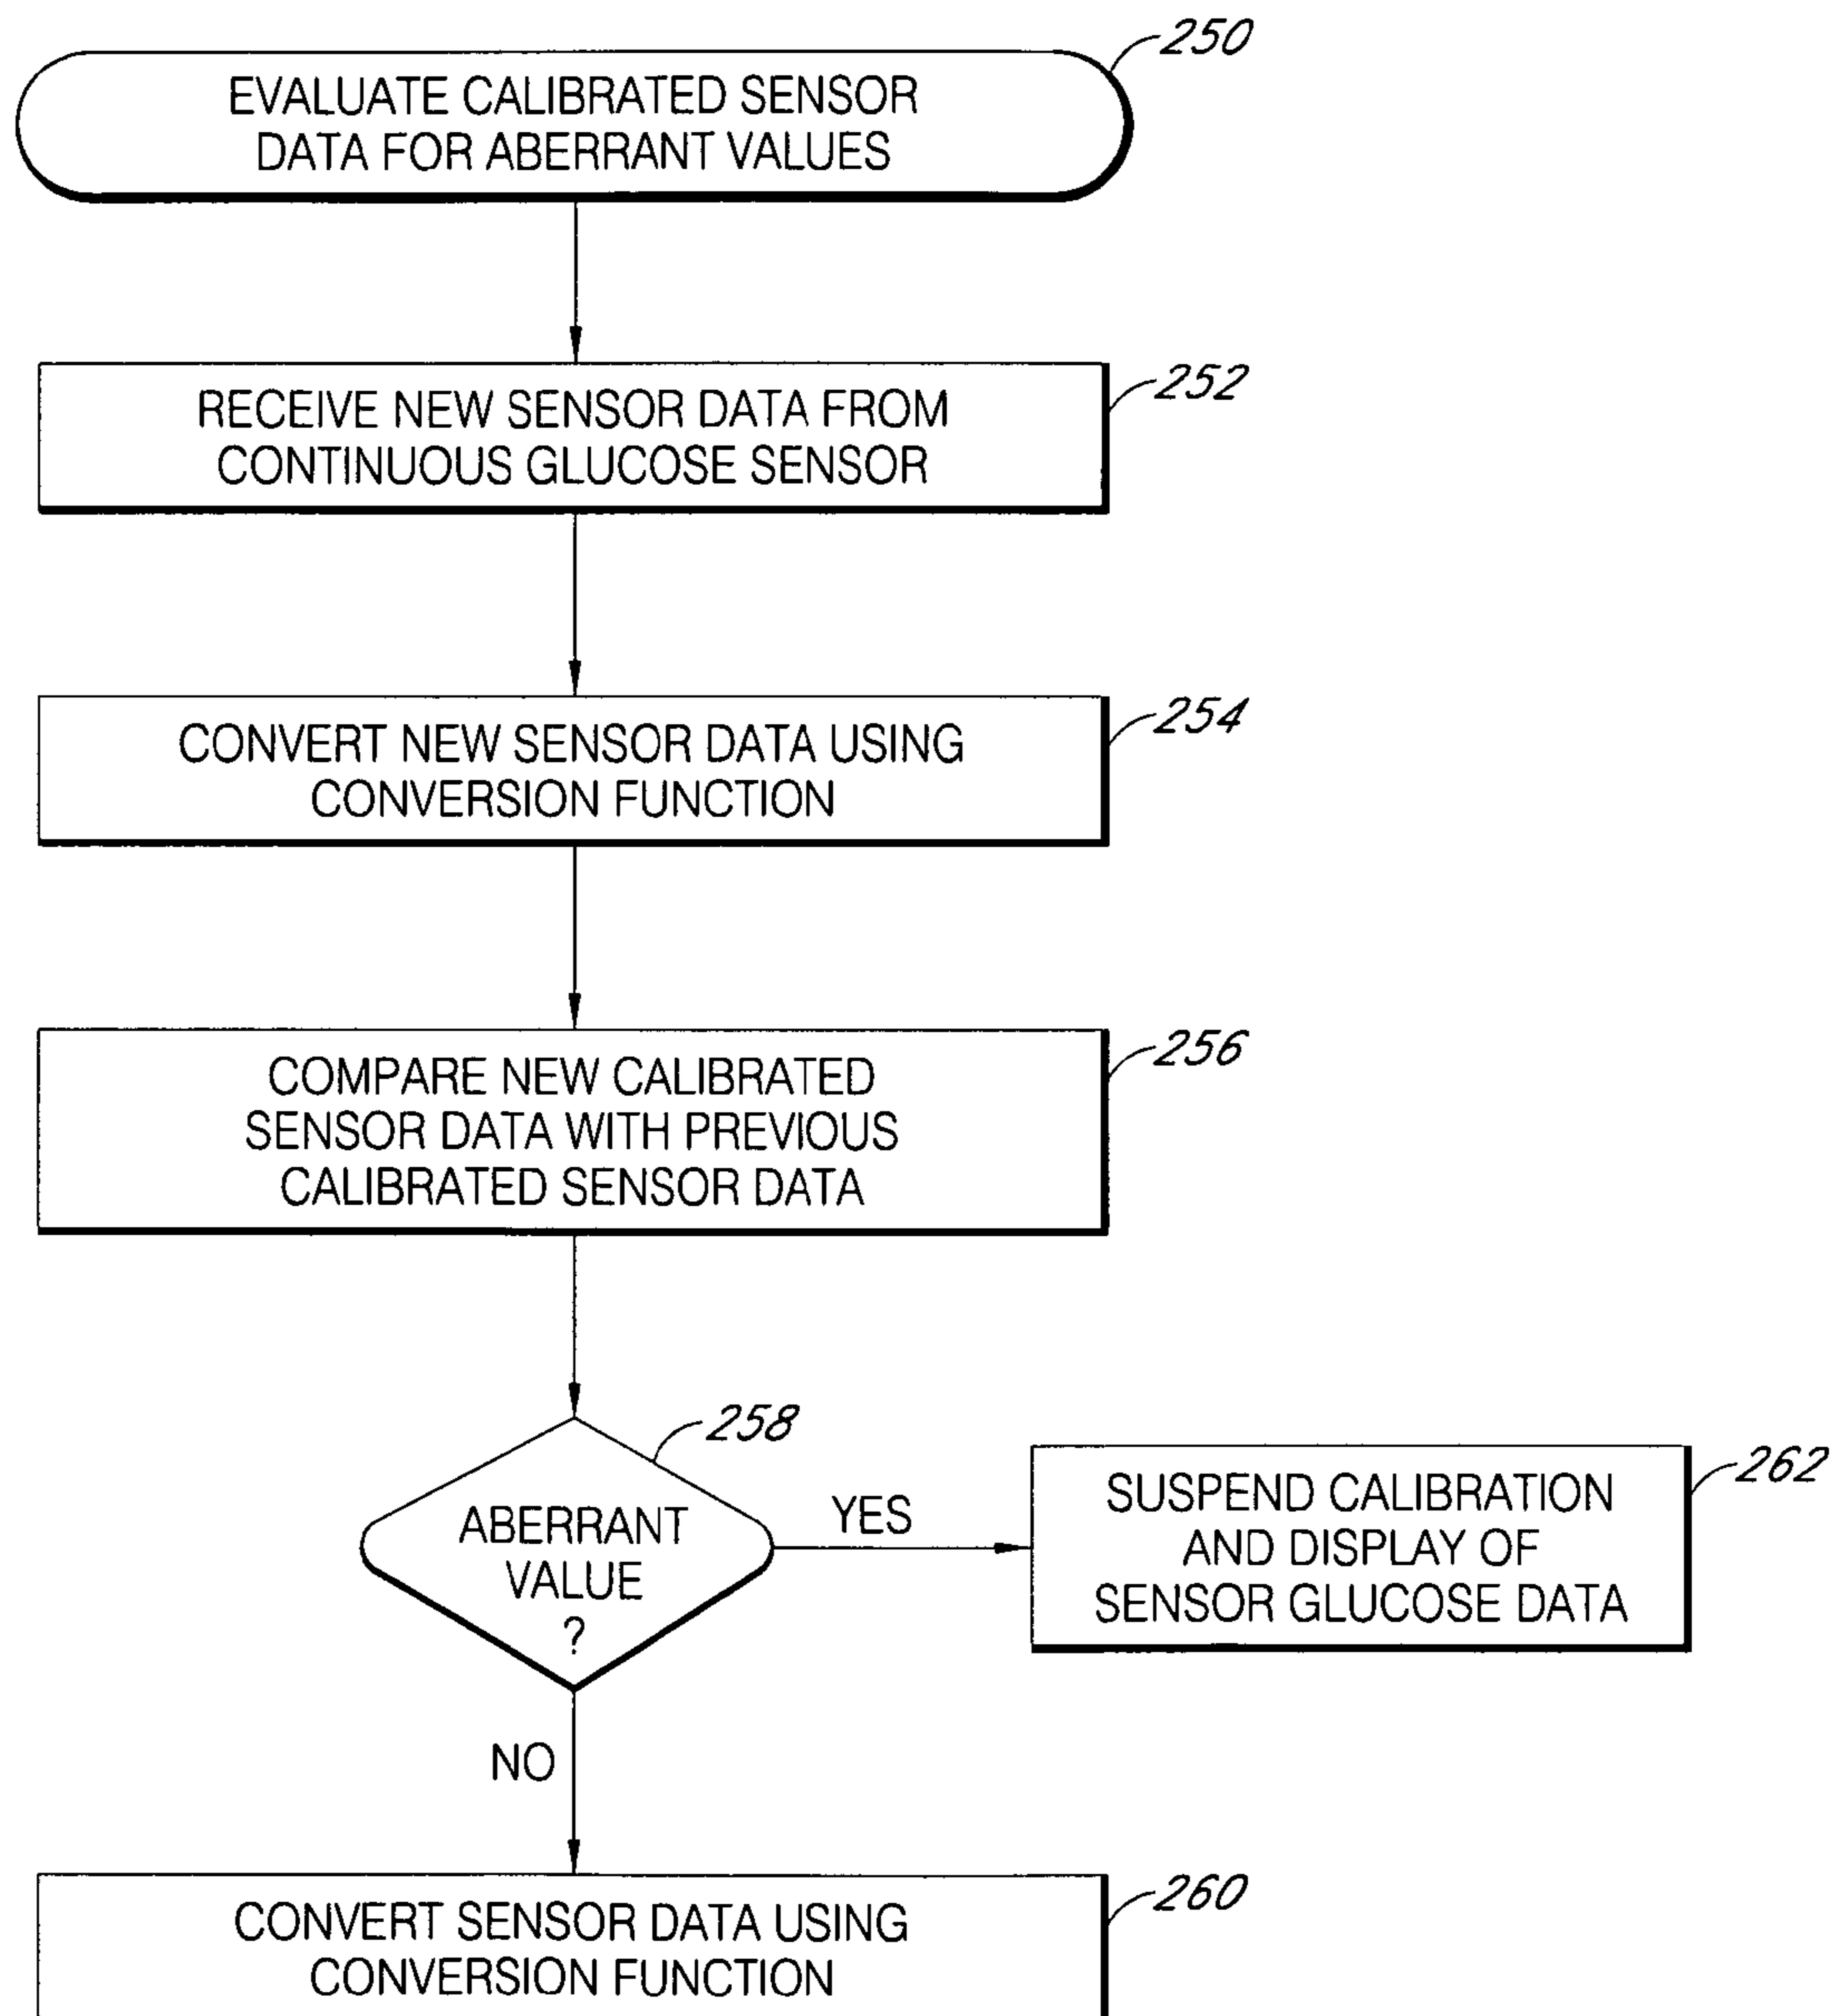 250
EVALUATE CALIBRATED SENSOR
DATA FOR ABERRANT VALUES
252
RECEIVE NEW SENSOR DATA FROM
CONTINUOUS GLUCOSE SENSOR
254
CONVERT NEW SENSOR DATA USING
CONVERSION FUNCTION
256
COMPARE NEW CALIBRATED
SENSOR DATA WITH PREVIOUS
CALIBRATED SENSOR DATA
258
ABERRANT
VALUE
?
YES
262
SUSPEND CALIBRATION
AND DISPLAY OF
SENSOR GLUCOSE DATA
NO
260
CONVERT SENSOR DATA USING
CONVERSION FUNCTION